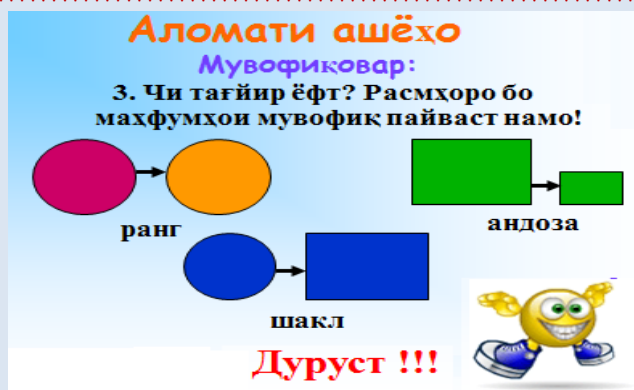 Аломати ашёҳо
Мувофиқовар:
3. Чи тағйир ёфт? Расмҳоро бо
маҳфумҳои мувофиқ пайваст намо!
ранг
андоза
шакл
Дуруст !!!